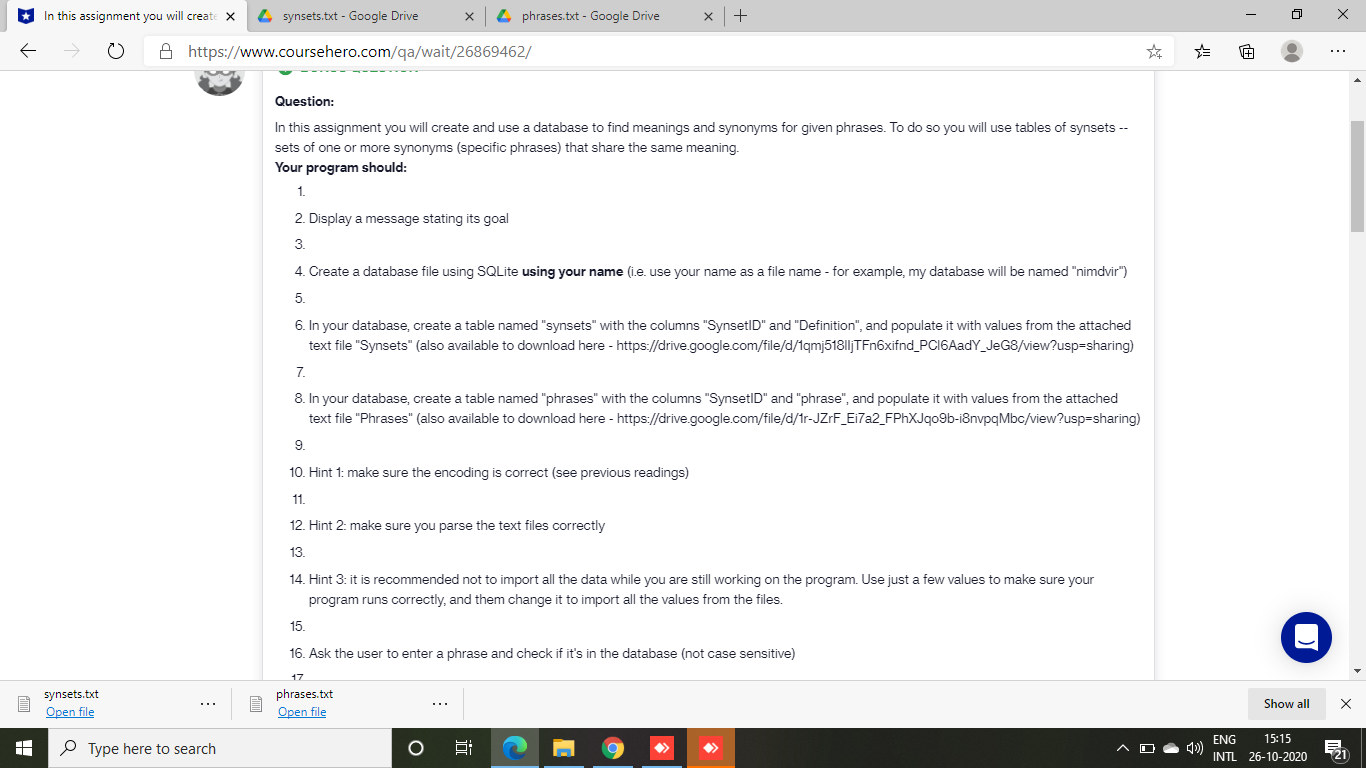 In this assignment you will create
synsets.txt - Google Drive
phrases.txt - Google Drive
https://www.coursehero.com/qa/wait/26869462/
Question:
In this assignment you will create and use a database to find meanings and synonyms for given phrases. To do so you will use tables of synsets --
sets of one or more synonyms (specific phrases) that share the same meaning.
Your program should:
1.
2. Display a message stating its goal
3.
4. Create a database file using SQLite using your name (i.e. use your name as a file name - for example, my database will be named "nimdvir")
5.
6. In your database, create a table named "synsets" with the columns "SynsetID" and "Definition", and populate it with values from the attached
text file "Synsets" (also available to download here - https://drive.google.com/file/d/1qmj518lIjTFn6xifnd_PCl6AadY_JeG8/view?usp=sharing)
7.
8. In your database, create a table named "phrases" with the columns "SynsetID" and "phrase", and populate it with values from the attached
text file "Phrases" (also available to download here - https://drive.google.com/file/d/1r-JZrF_Ei7a2_FPhXJqo9b-i8nvpqMbc/view?usp=sharing)
9.
10. Hint 1: make sure the encoding is correct (see previous readings)
11.
12. Hint 2: make sure you parse the text files correctly
13.
14. Hint 3: it is recommended not to import all the data while you are still working on the program. Use just a few values to make sure your
program runs correctly, and them change it to import all the values from the files.
15.
16. Ask the user to enter a phrase and check if it's in the database (not case sensitive)
17.
synsets.txt
Open file
phrases.txt
Open file
Show all
Type here to search
ENG
INTL
15:15
26-10-2020
21